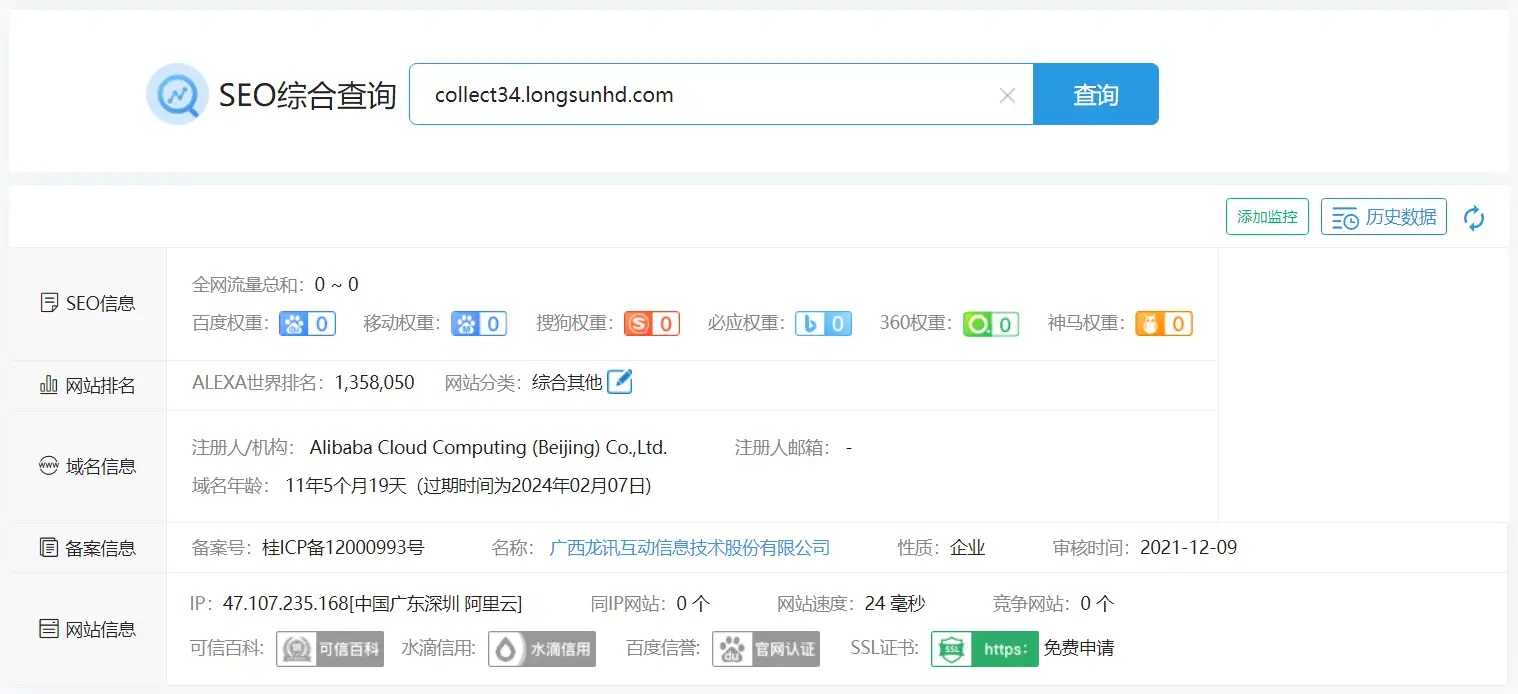 SEO综合查询 collect34.longsunhd.com 查询
添加监控 历史数据
SEO信息
全网流量总和：0 ~ 0
百度权重： 0 移动权重： 0 搜狗权重： S 0 必应权重： b 0 360权重： 0 神马权重： 0
网站排名 ALEXA世界排名：1,358,050 网站分类：综合其他
域名信息
注册人/机构： Alibaba Cloud Computing (Beijing) Co.,Ltd. 注册人邮箱： -
域名年龄： 11年5个月19天（过期时间为2024年02月07日）
备案信息 备案号：桂ICP备12000993号 名称： 广西龙讯互动信息技术股份有限公司 性质：企业 审核时间：2021-12-09
网站信息
IP：47.107.235.168[中国广东深圳 阿里云] 同IP网站：0 个 网站速度：24 毫秒 竞争网站：0 个
可信百科: 可信百科 水滴信用: 水滴信用 百度信誉: du 官网认证 SSL证书: SSL https: 免费申请